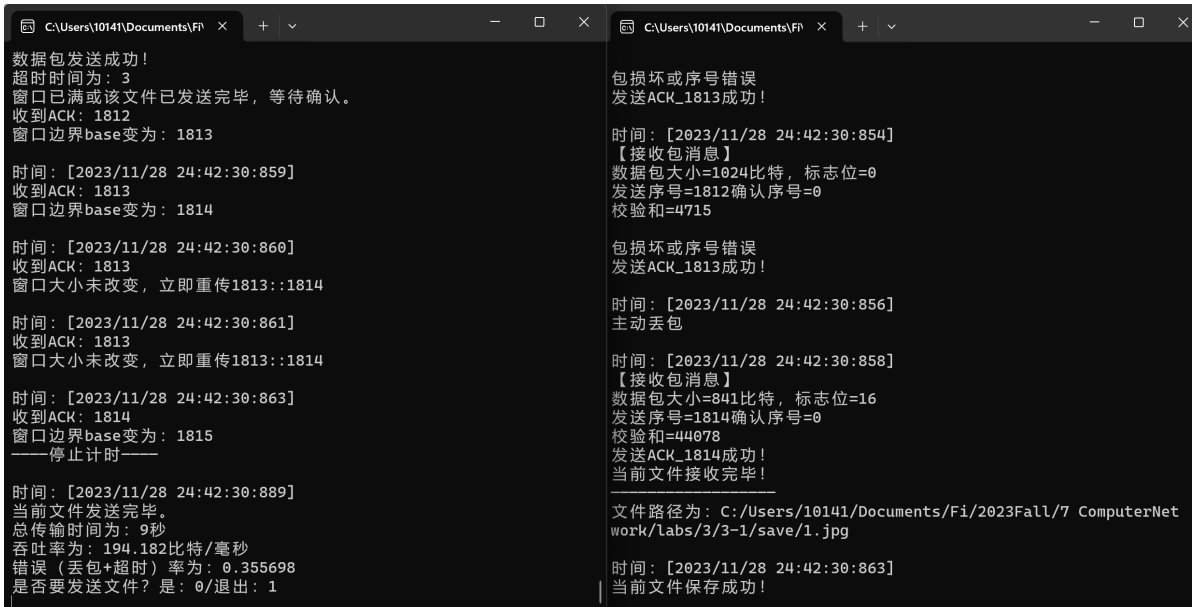 C:\Users\10141\Documents\Fi
数据包发送成功！
超时时间为：3
窗口已满或该文件已发送完毕，等待确认。
收到ACK：1812
窗口边界base变为：1813
时间：[2023/11/28 24:42:30:859]
收到ACK：1813
窗口边界base变为：1814
时间：[2023/11/28 24:42:30:860]
收到ACK：1813
窗口大小未改变，立即重传1813::1814
时间：[2023/11/28 24:42:30:861]
收到ACK：1813
窗口大小未改变，立即重传1813::1814
时间：[2023/11/28 24:42:30:863]
收到ACK：1814
窗口边界base变为：1815
————停止计时————
时间：[2023/11/28 24:42:30:889]
当前文件发送完毕。
总传输时间为：9秒
吞吐率为：194.182比特/毫秒
错误（丢包+超时）率为：0.355698
是否要发送文件？是：0/退出：1
C:\Users\10141\Documents\Fi
包损坏或序号错误
发送ACK_1813成功！
时间：[2023/11/28 24:42:30:854]
【接收包消息】
数据包大小=1024比特，标志位=0
发送序号=1812确认序号=0
校验和=4715
包损坏或序号错误
发送ACK_1813成功！
时间：[2023/11/28 24:42:30:856]
主动丢包
时间：[2023/11/28 24:42:30:858]
【接收包消息】
数据包大小=841比特，标志位=16
发送序号=1814确认序号=0
校验和=44078
发送ACK_1814成功！
当前文件接收完毕！
——————————————————
文件路径为：C:/Users/10141/Documents/Fi/2023Fall/7 ComputerNet
work/labs/3/3-1/save/1.jpg
时间：[2023/11/28 24:42:30:863]
当前文件保存成功！